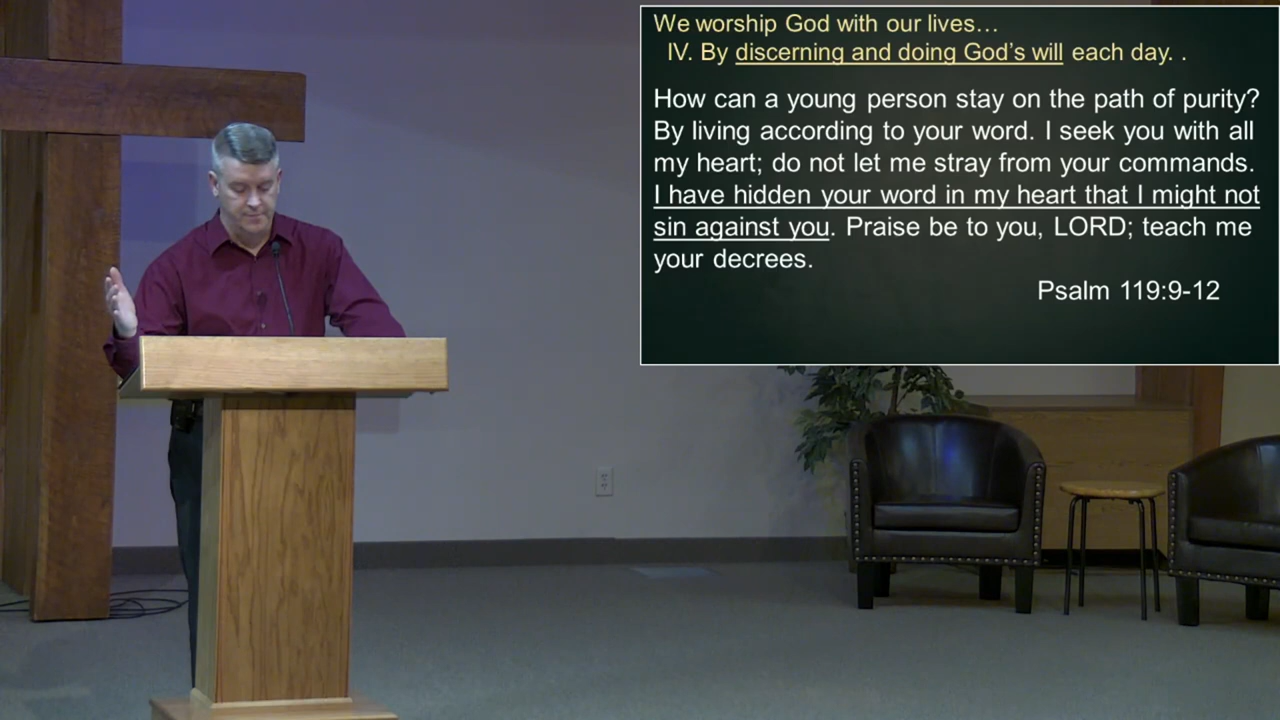 We worship God with our lives…
IV. By discerning and doing God's will each day. .
How can a young person stay on the path of purity?
By living according to your word. I seek you with all
my heart; do not let me stray from your commands.
I have hidden your word in my heart that I might not
sin against you. Praise be to you, LORD; teach me
your decrees.
Psalm 119:9-12